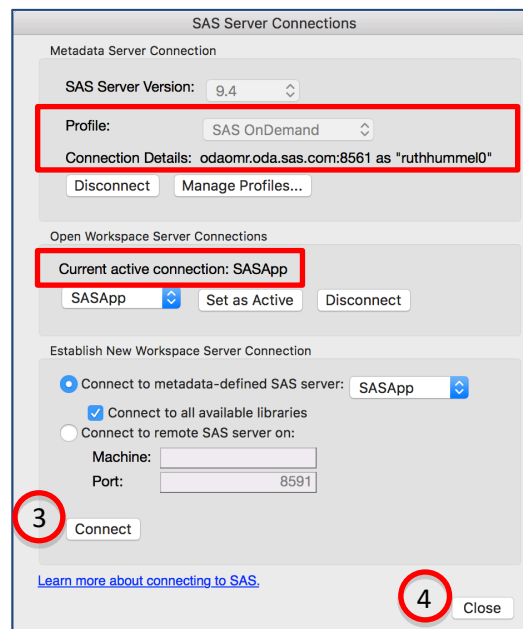 SAS Server Connections
Metadata Server Connection
SAS Server Version: 9.4
Profile: SAS OnDemand
Connection Details: odaomr.oda.sas.com:8561 as "ruthhummel0"
Disconnect Manage Profiles...
Open Workspace Server Connections
Current active connection: SASApp
SASApp Set as Active Disconnect
Establish New Workspace Server Connection
Connect to metadata-defined SAS server: SASApp
Connect to all available libraries
Connect to remote SAS server on:
Machine:
Port: 8591
3 Connect
Learn more about connecting to SAS.
4 Close